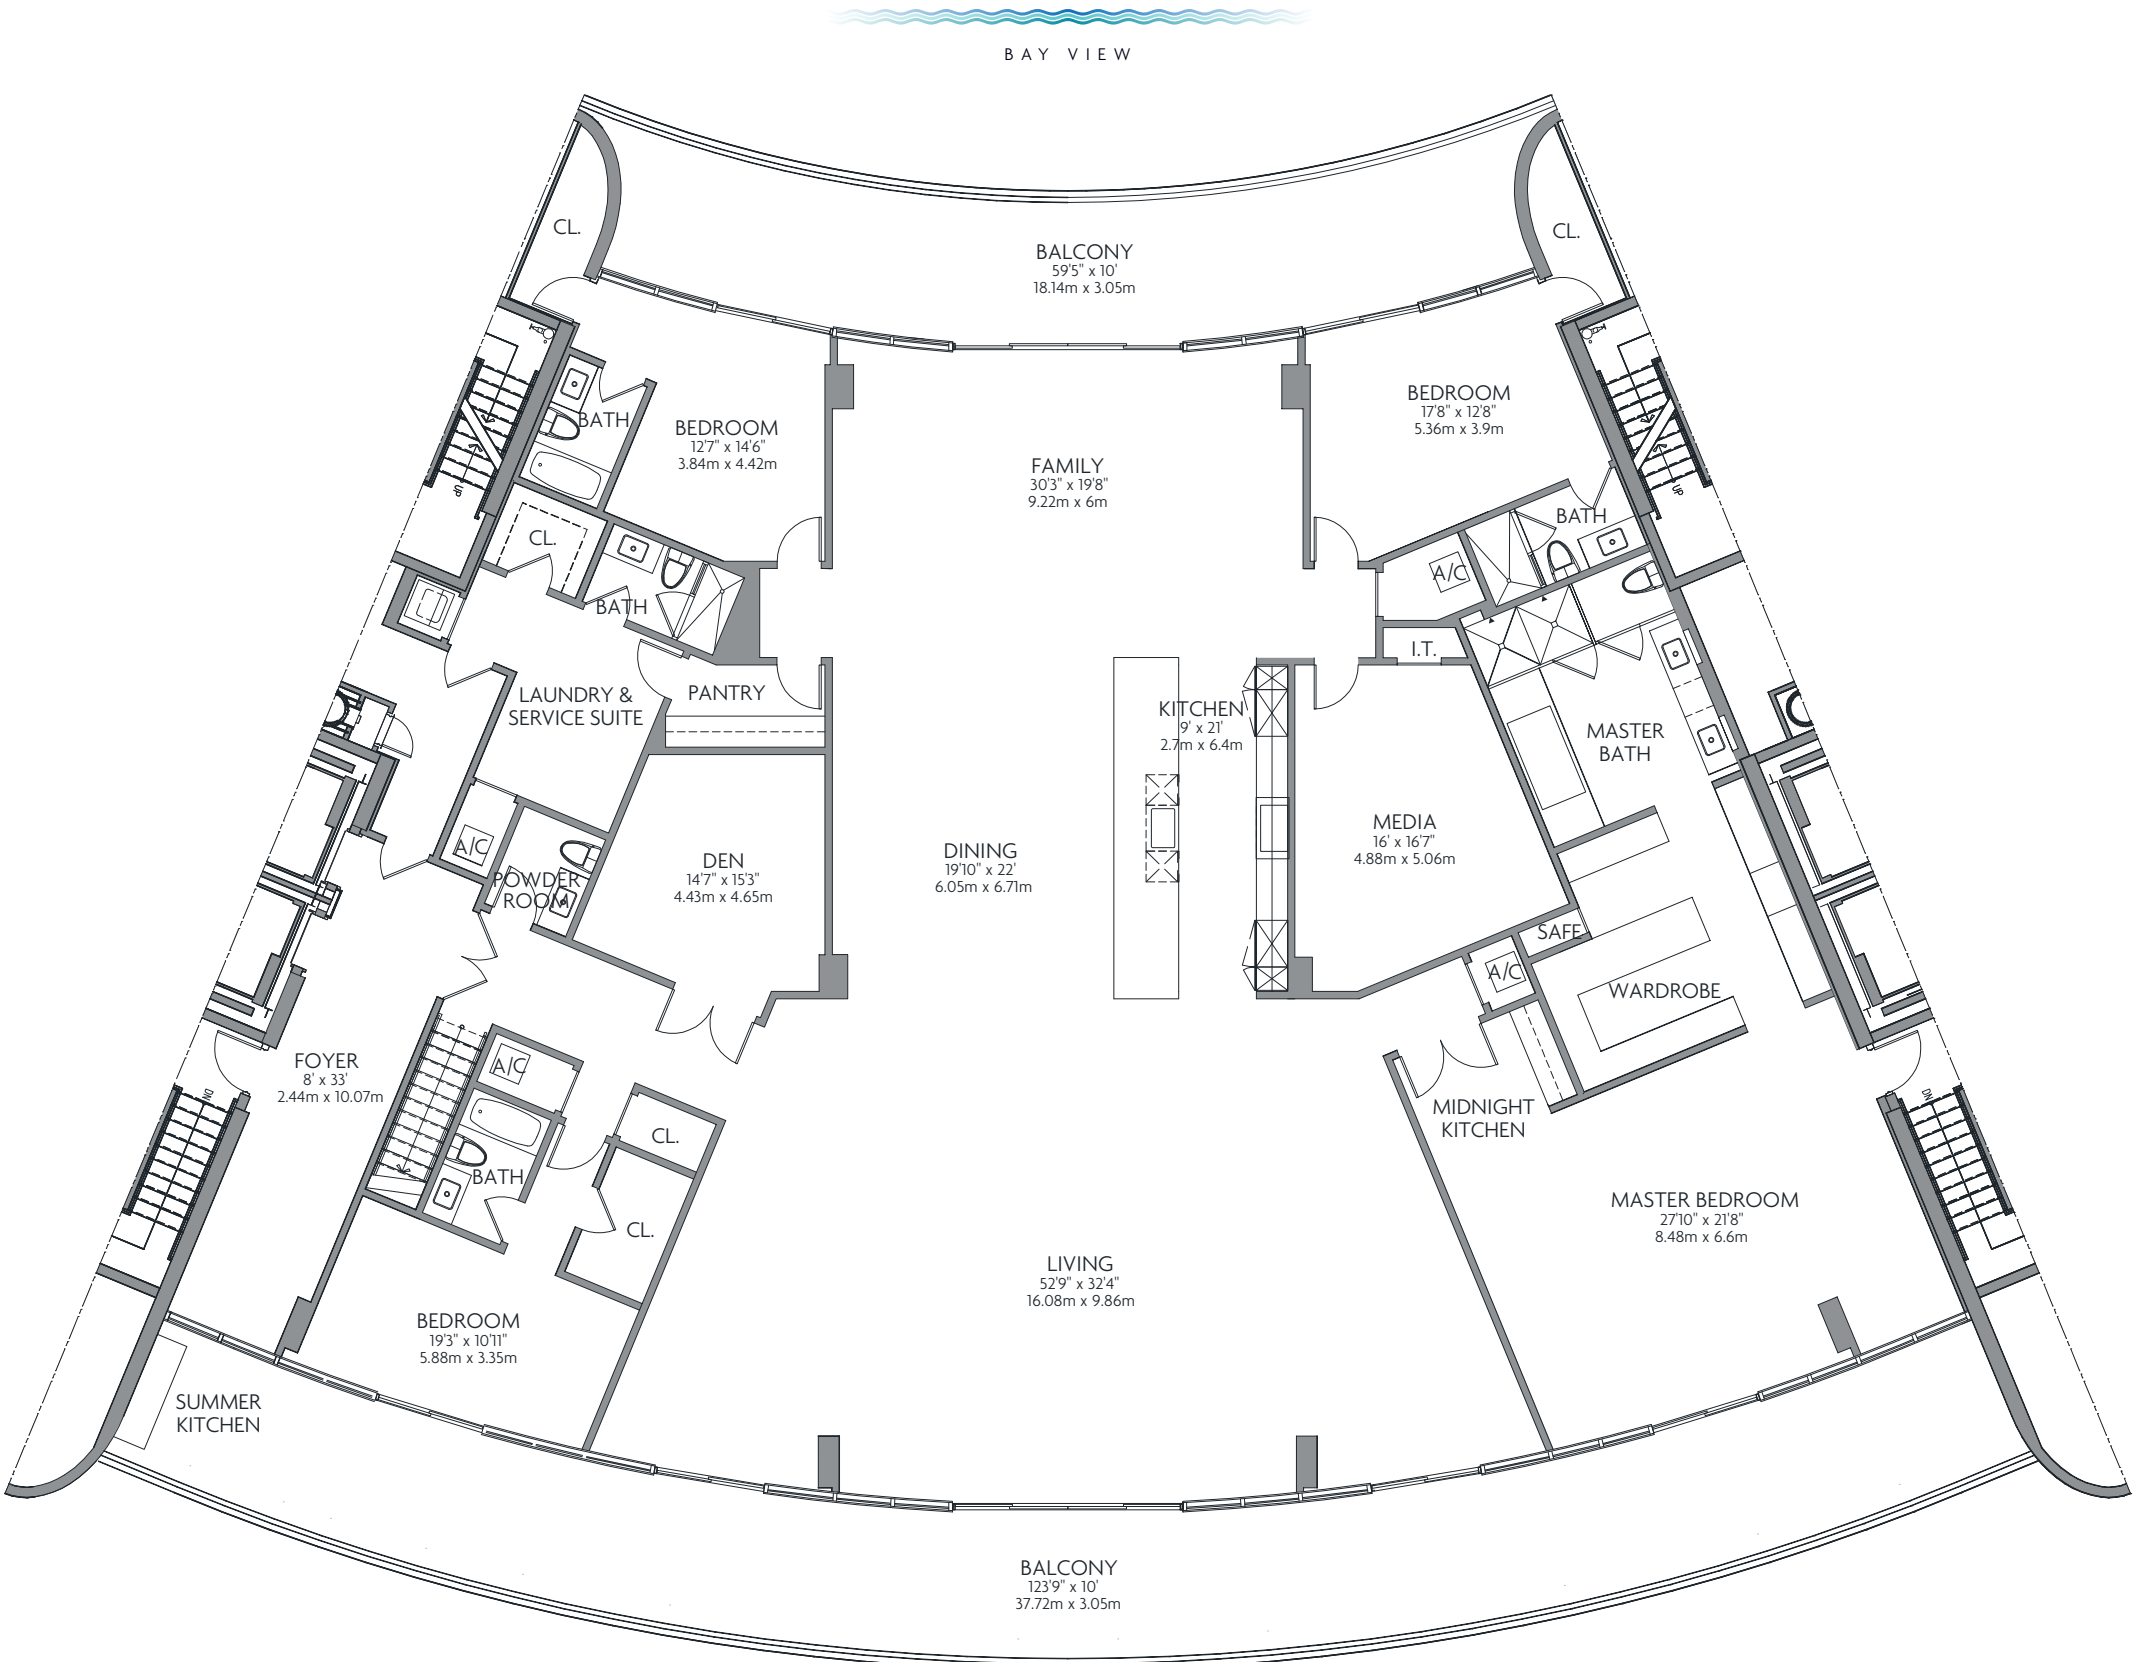 BAY VIEW
CL.
CL.
BALCONY
59'5" x 10'
18.14m x 3.05m
BATH
BEDROOM
12'7" x 14'6"
3.84m x 4.42m
FAMILY
30'3" x 19'8"
9.22m x 6m
BEDROOM
17'8" x 12'8"
5.36m x 3.9m
UP
UP
CL.
BATH
BATH
A/C
I.T.
LAUNDRY &
SERVICE SUITE
PANTRY
KITCHEN
9' x 21'
2.7m x 6.4m
MASTER
BATH
A/C
POWDER
ROOM
DEN
14'7" x 15'3"
4.43m x 4.65m
DINING
19'10" x 22'
6.05m x 6.71m
MEDIA
16' x 16'7"
4.88m x 5.06m
SAFE
A/C
WARDROBE
FOYER
8' x 33'
2.44m x 10.07m
DN
A/C
CL.
BATH
CL.
MIDNIGHT
KITCHEN
DN
MASTER BEDROOM
27'10" x 21'8"
8.48m x 6.6m
LIVING
52'9" x 32'4"
16.08m x 9.86m
BEDROOM
19'3" x 10'11"
5.88m x 3.35m
SUMMER
KITCHEN
BALCONY
123'9" x 10'
37.72m x 3.05m